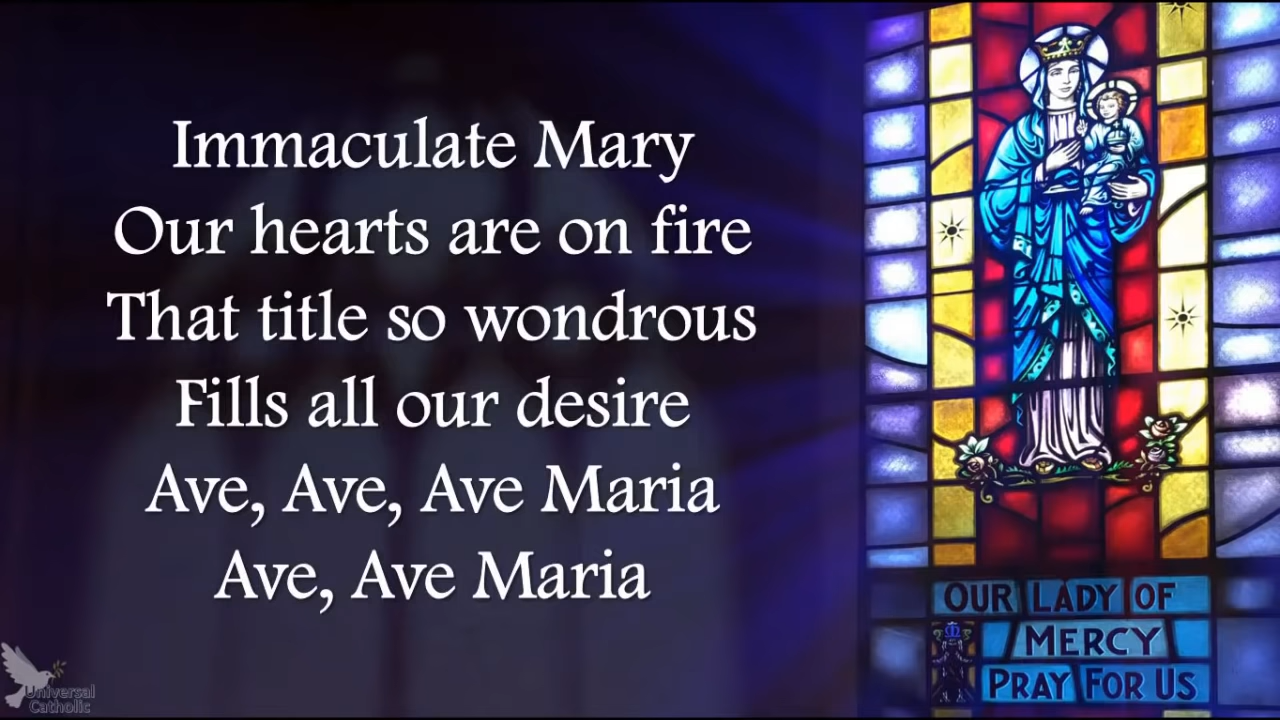 Immaculate Mary
Our hearts are on fire
That title so wondrous
Fills all our desire
Ave, Ave, Ave Maria
Ave, Ave Maria
OUR LADY OF
MERCY
PRAY FOR US
Universal
Catholic